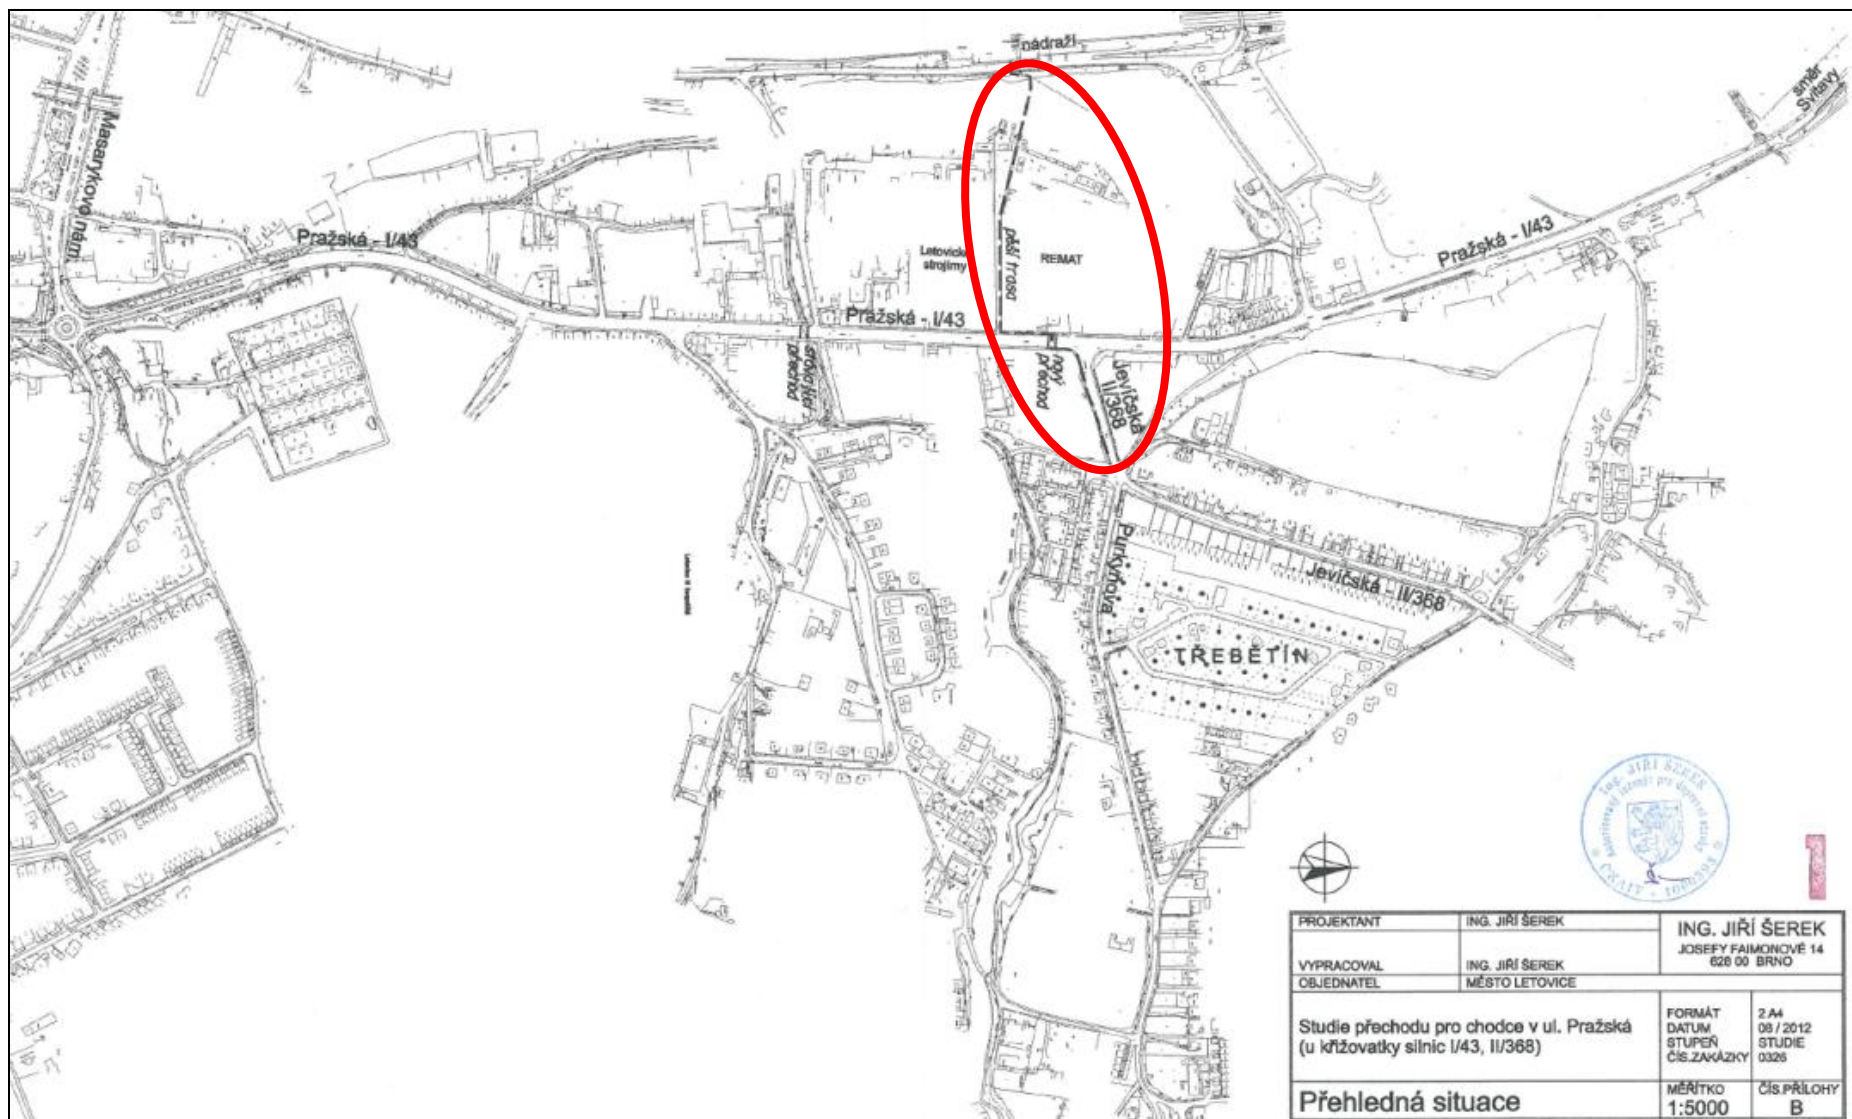 nádraží
směr
Svitavy
Masarykovo nám
Pražská - I/43
Letovické
strojírny
pěší trasa
REMAT
Pražská - I/43
Pražská - I/43
stávající
přechod
nový
přechod
Jevíčská
II/368
Purkyňova
Jevíčská - II/368
TŘEBĚTÍN
Ing. JIŘÍ ŠEREK
PROJEKTANT ING. JIŘÍ ŠEREK
VYPRACOVAL ING. JIŘÍ ŠEREK
OBJEDNATEL MĚSTO LETOVICE
ING. JIŘÍ ŠEREK
JOSEFY FAIMONOVÉ 14
628 00 BRNO
Studie přechodu pro chodce v ul. Pražská
(u křižovatky silnic I/43, II/368)
FORMÁT 2 A4
DATUM 08 / 2012
STUPEŇ STUDIE
ČÍS.ZAKÁZKY 0326
Přehledná situace
MĚŘÍTKO
1:5000
ČÍS.PŘÍLOHY
B